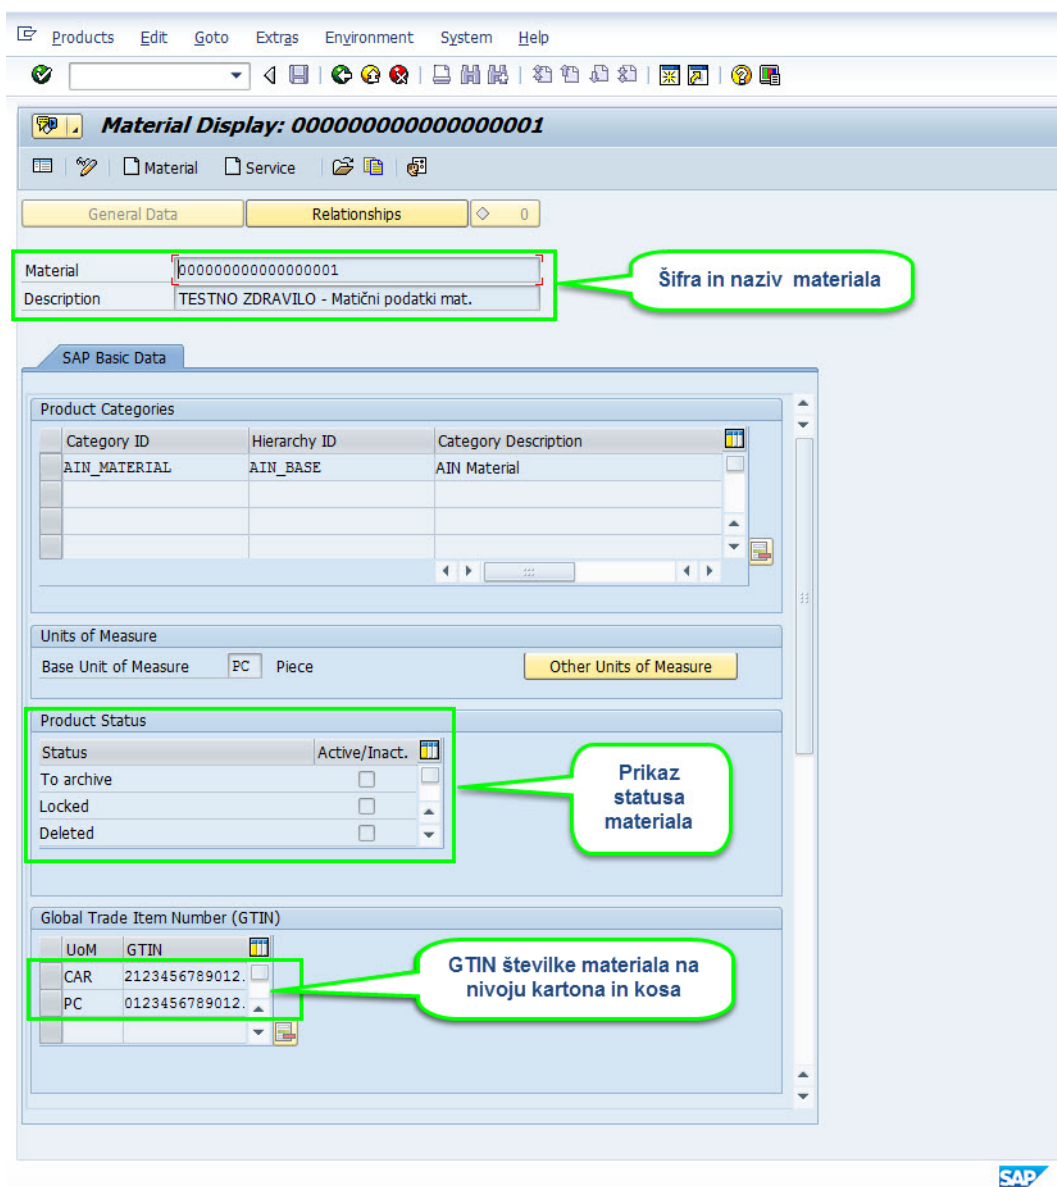 Products Edit Goto Extras Environment System Help
Material Display: 000000000000000001
Material Service
General Data Relationships 0
Material 000000000000000001
Description TESTNO ZDRAVILO - Matični podatki mat.
Šifra in naziv materiala
SAP Basic Data
Product Categories
Category ID Hierarchy ID Category Description
AIN_MATERIAL AIN_BASE AIN Material
Units of Measure
Base Unit of Measure PC Piece Other Units of Measure
Product Status
Status Active/Inact.
To archive
Locked
Deleted
Prikaz
statusa
materiala
Global Trade Item Number (GTIN)
UoM GTIN
CAR 2123456789012.
PC 0123456789012.
GTIN številke materiala na
nivoju kartona in kosa
SAP